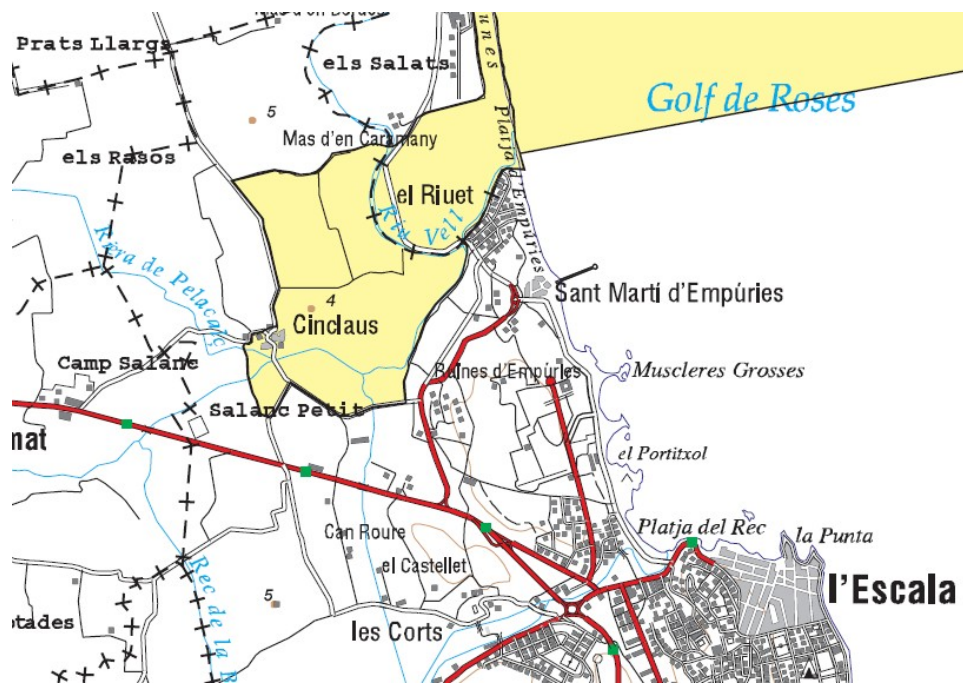 Prats Llargs
els Salats
Golf de Roses
5
Platja d'Empúries
Mas d'en Caramany
els Rasos
el Riuet
Riu Vell
Riera de Pelacalç
4
Sant Martí d'Empúries
Cinclaus
Camp Salanc
Ruïnes d'Empúries
Muscleres Grosses
Salanc Petit
el Portitxol
Can Roure
Platja del Rec
la Punta
el Castellet
Rec de la
l'Escala
5
les Corts